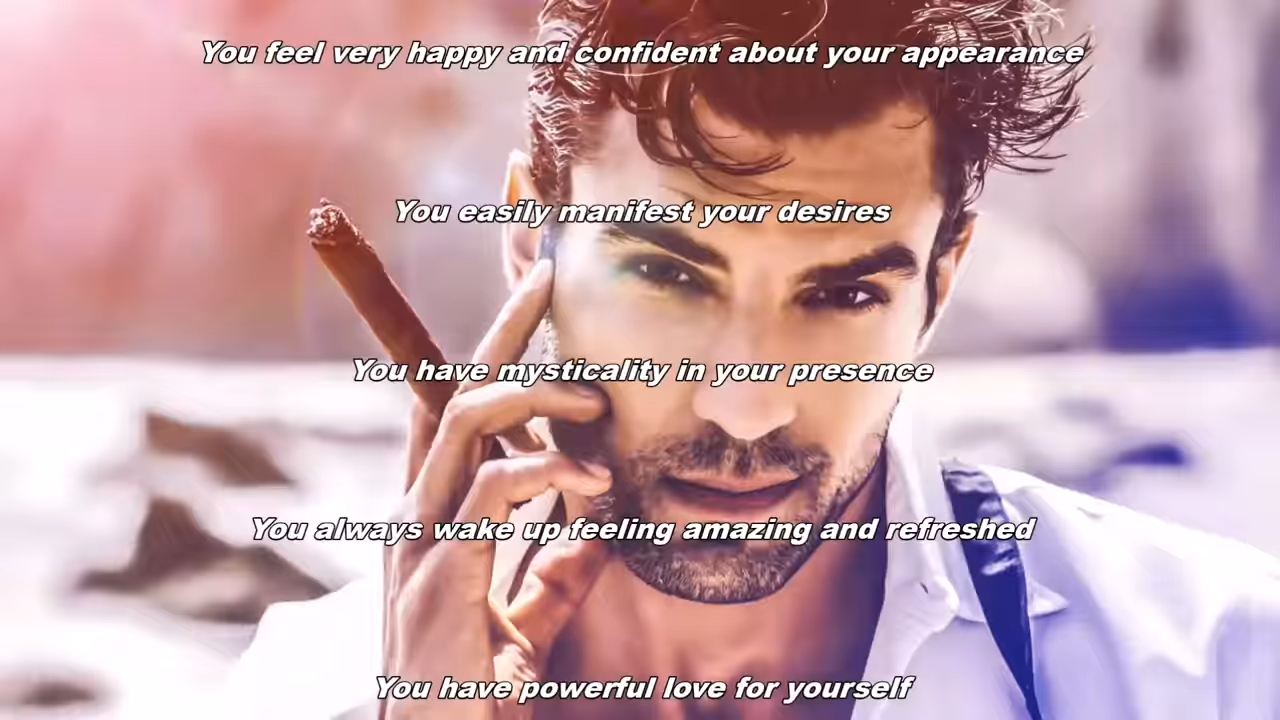 You feel very happy and confident about your appearance
You easily manifest your desires
You have mysticality in your presence
You always wake up feeling amazing and refreshed
You have powerful love for yourself